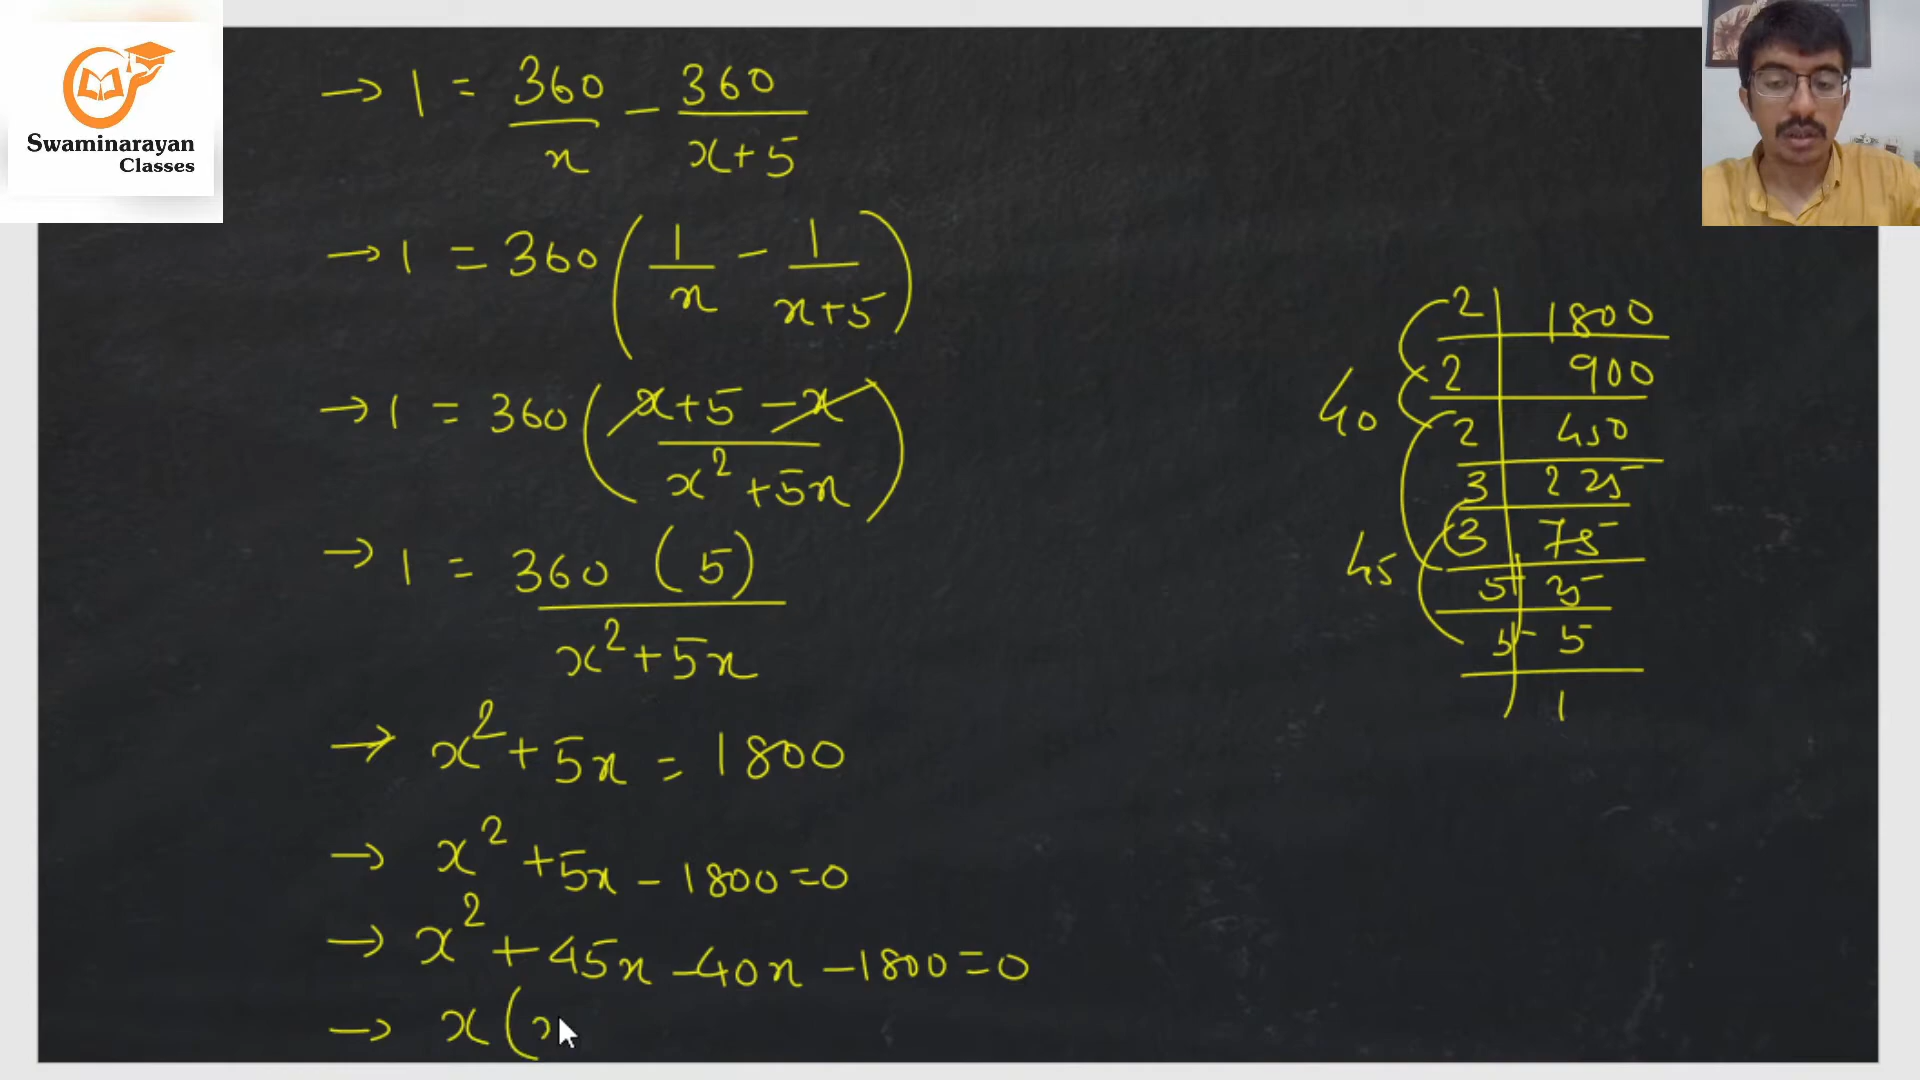 Swaminarayan
Classes
→ 1 = 360/x - 360/x+5
→ 1 = 360 (1/x - 1/x+5)
→ 1 = 360 (x+5-x/x²+5x)
→ 1 = 360 (5)/x²+5x
→ x²+5x = 1800
→ x²+5x-1800=0
→ x²+45x-40x-1800=0
→ x(x
2 | 1800
2 | 900
40
2 | 450
3 | 225
3 | 75
45
5 | 25
5 | 5
1